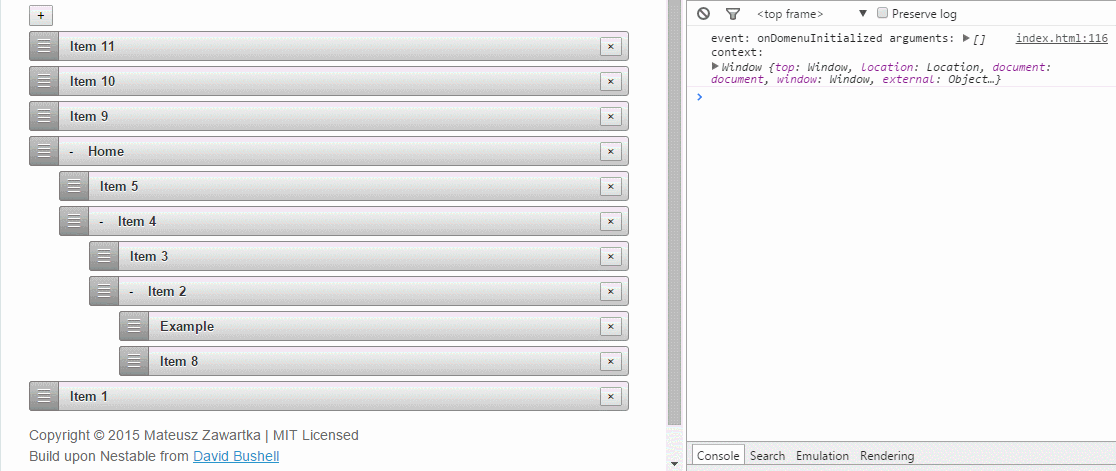 +
Item 11 ×
Item 10 ×
Item 9 ×
- Home ×
Item 5 ×
- Item 4 ×
Item 3 ×
- Item 2 ×
Example ×
Item 8 ×
Item 1 ×
Copyright © 2015 Mateusz Zawartka | MIT Licensed
Build upon Nestable from David Bushell
<top frame> ▼ Preserve log
event: onDomenuInitialized arguments: ▶ [] index.html:116
context:
▶ Window {top: Window, location: Location, document:
document, window: Window, external: Object…}
>
Console Search Emulation Rendering